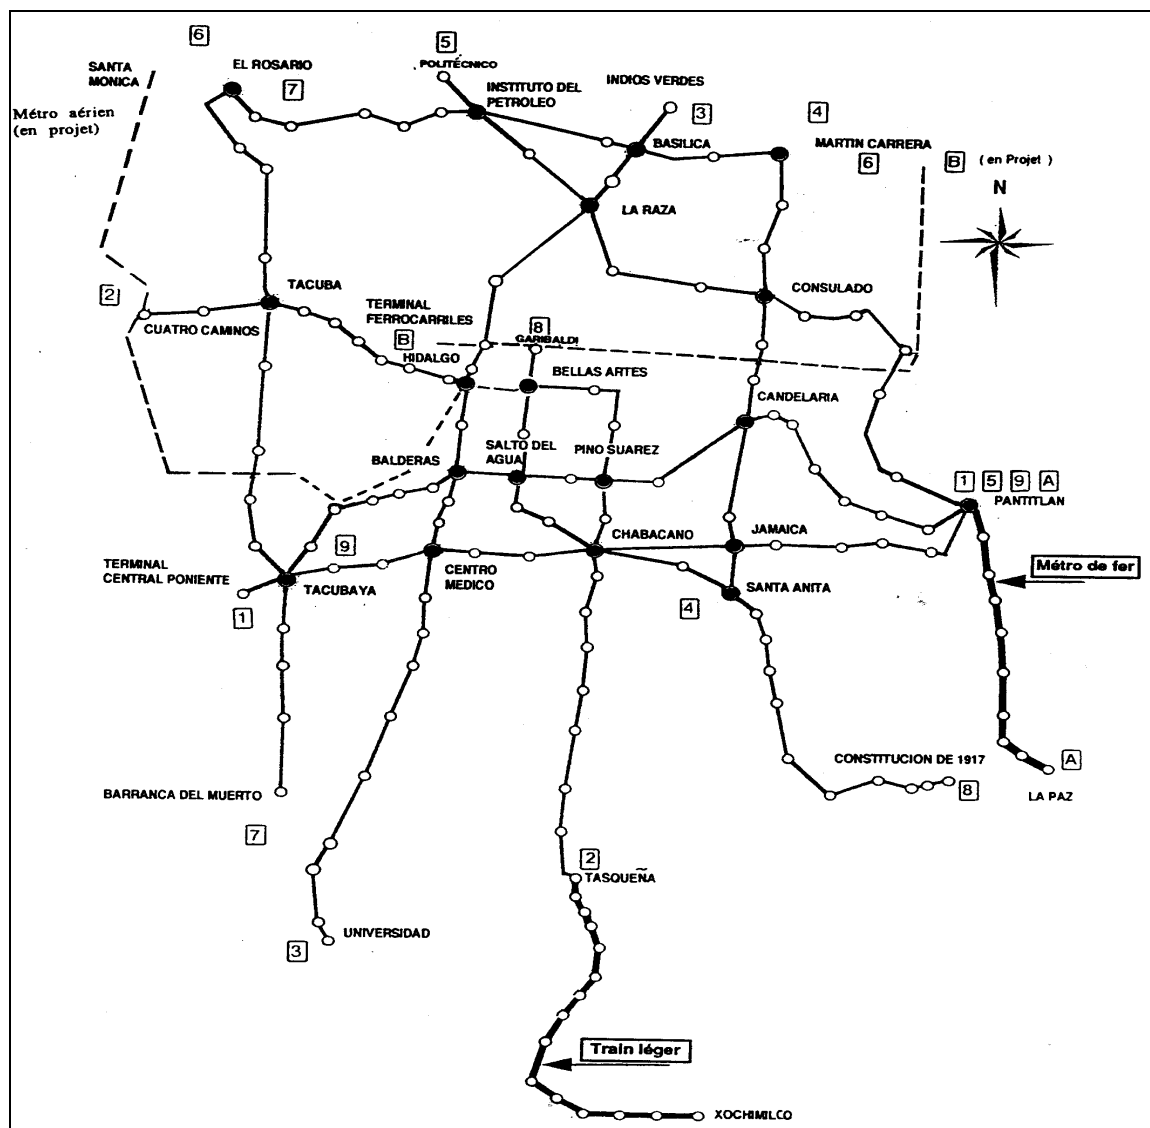 6
5
SANTA
MONICA
EL ROSARIO
7
POLITÉCNICO
INSTITUTO DEL
PETROLEO
INDIOS VERDES
3
4
Métro aérien
(en projet)
BASILICA
MARTIN CARRERA
6
B
( en Projet )
N
LA RAZA
2
CUATRO CAMINOS
TACUBA
TERMINAL
FERROCARRILES
CONSULADO
B
HIDALGO
8
GARIBALDI
BELLAS ARTES
CANDELARIA
BALDERAS
SALTO DEL
AGUA
PINO SUAREZ
1 5 9 A
PANTITLAN
TERMINAL
CENTRAL PONIENTE
9
CHABACANO
JAMAICA
TACUBAYA
CENTRO
MEDICO
Métro de fer
SANTA ANITA
1
4
BARRANCA DEL MUERTO
CONSTITUCION DE 1917
A
8
LA PAZ
7
2
TASQUEÑA
UNIVERSIDAD
3
Train léger
XOCHIMILCO